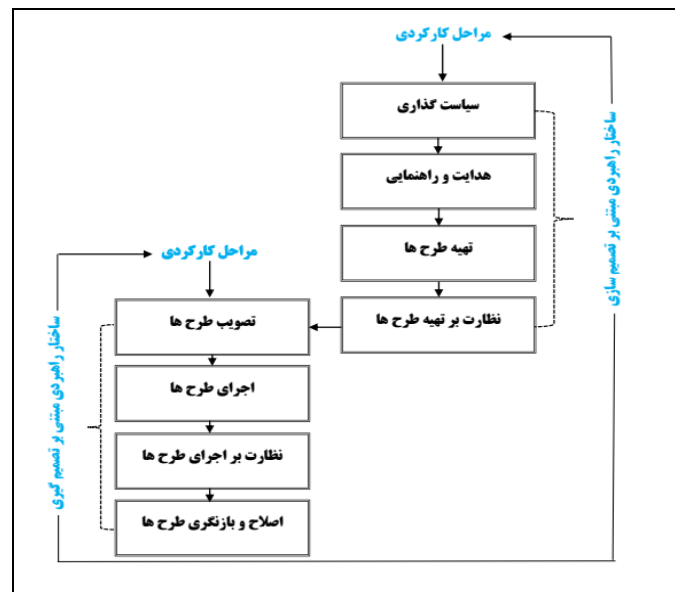 مراحل کارکردی
سیاست گذاری
هدایت و راهنمایی
تهیه طرح ها
نظارت بر تهیه طرح ها
ساختار راهبردی مبتنی بر تصمیم سازی
مراحل کارکردی
تصویب طرح ها
اجرای طرح ها
نظارت بر اجرای طرح ها
اصلاح و بازنگری طرح ها
ساختار راهبردی مبتنی بر تصمیم گیری